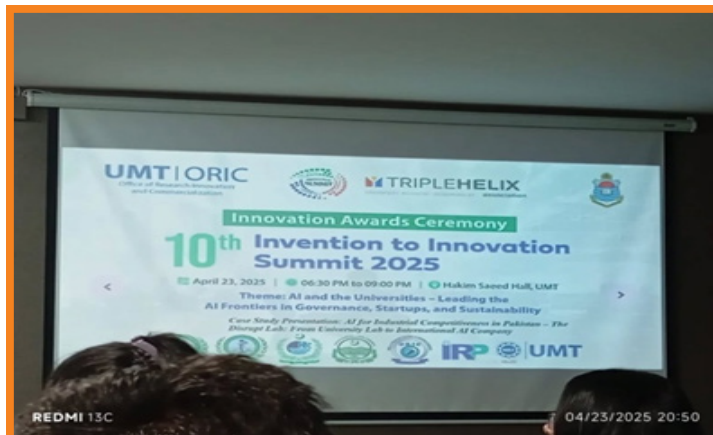 UMT | ORIC
Office of Research Innovation
and Commercialization
TRIPLEHELIX
association
Innovation Awards Ceremony
10th Invention to Innovation
Summit 2025
April 23, 2025 | 06:30 PM to 09:00 PM | Hakim Saeed Hall, UMT
Theme: AI and the Universities – Leading the
AI Frontiers in Governance, Startups, and Sustainability
Case Study Presentation: AI for Industrial Competitiveness in Pakistan – The
Disrupt Lab: From University Lab to International AI Company
IRP UMT
REDMI 13C
04/23/2025 20:50